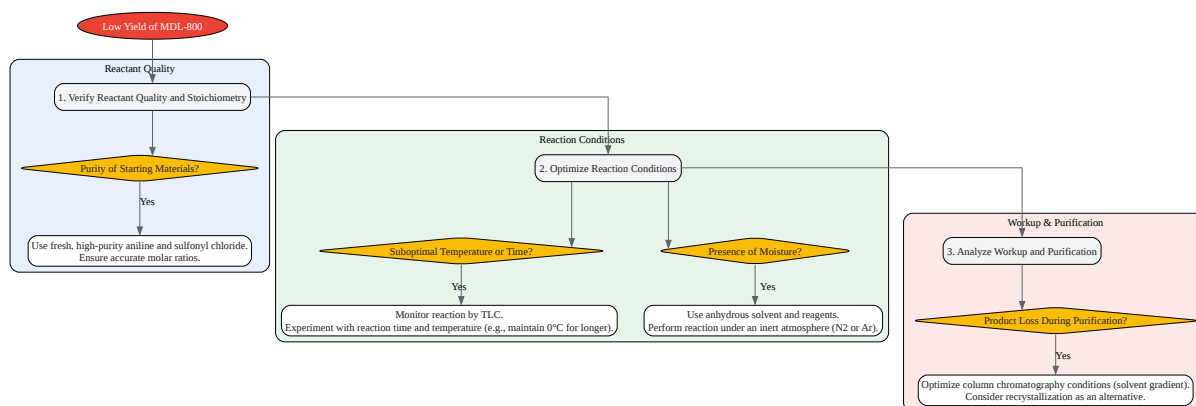 Low Yield of MDL-800
Reactant Quality
1. Verify Reactant Quality and Stoichiometry
Purity of Starting Materials?
Yes
Use fresh, high-purity aniline and sulfonyl chloride.
Ensure accurate molar ratios.
Reaction Conditions
2. Optimize Reaction Conditions
Suboptimal Temperature or Time?
Presence of Moisture?
Yes
Yes
Monitor reaction by TLC.
Experiment with reaction time and temperature (e.g., maintain 0°C for longer).
Use anhydrous solvent and reagents.
Perform reaction under an inert atmosphere (N2 or Ar).
Workup & Purification
3. Analyze Workup and Purification
Product Loss During Purification?
Yes
Optimize column chromatography conditions (solvent gradient).
Consider recrystallization as an alternative.